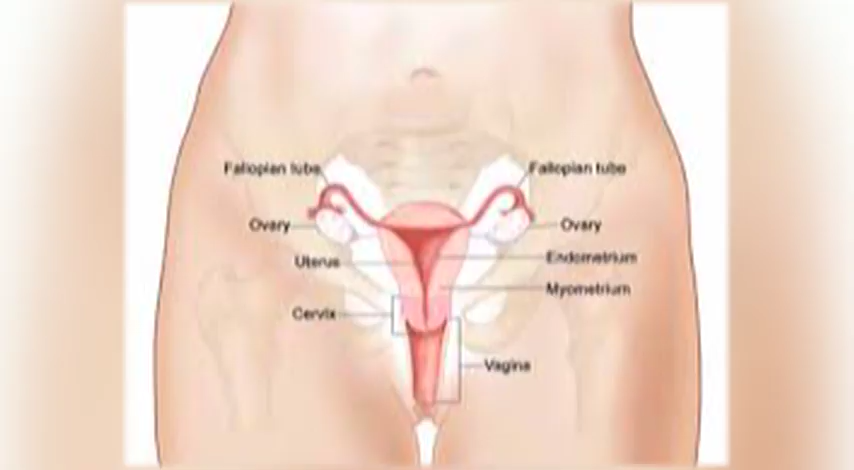 Fallopian tube
Fallopian tube
Ovary
Ovary
Uterus
Endometrium
Myometrium
Cervix
Vagina